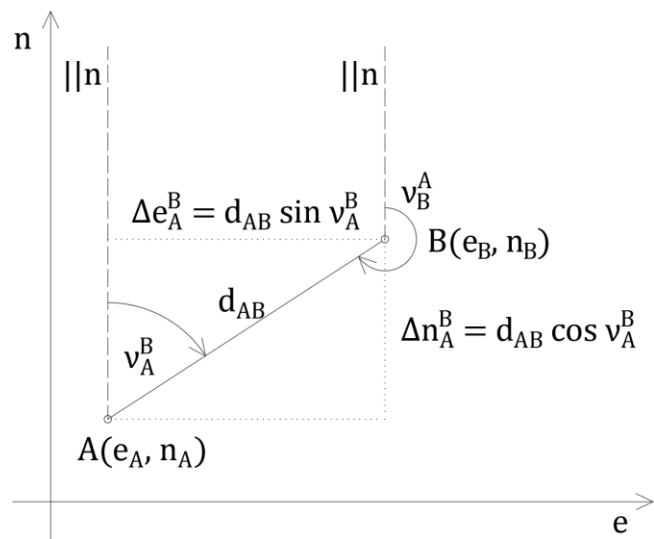 n
||n
||n
ν_B^A
Δe_A^B = d_AB sin ν_A^B
B(e_B, n_B)
d_AB
Δn_A^B = d_AB cos ν_A^B
ν_A^B
A(e_A, n_A)
e